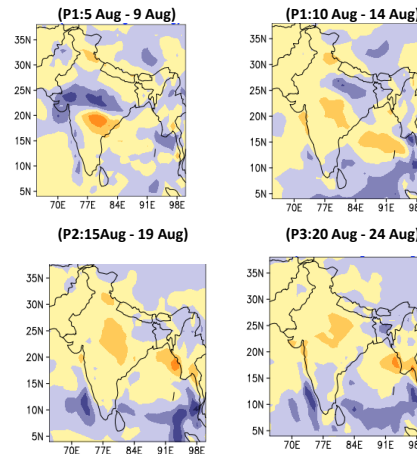 (P1:5 Aug - 9 Aug)
(P1:10 Aug - 14 Aug)
35N
30N
25N
20N
15N
10N
5N
70E 77E 84E 91E 98E
35N
30N
25N
20N
15N
10N
5N
70E 77E 84E 91E 98
(P2:15Aug - 19 Aug)
(P3:20 Aug - 24 Aug)
35N
30N
25N
20N
15N
10N
5N
70E 77E 84E 91E 98E
35N
30N
25N
20N
15N
10N
5N
70E 77E 84E 91E 98